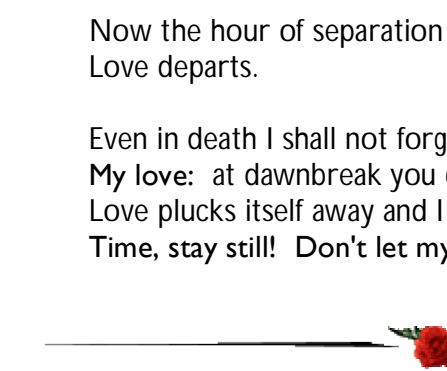 Now the hour of separation
Love departs.
Even in death I shall not
My love: at dawnbreak you
Love plucks itself away and I
Time, stay still! Don't let my